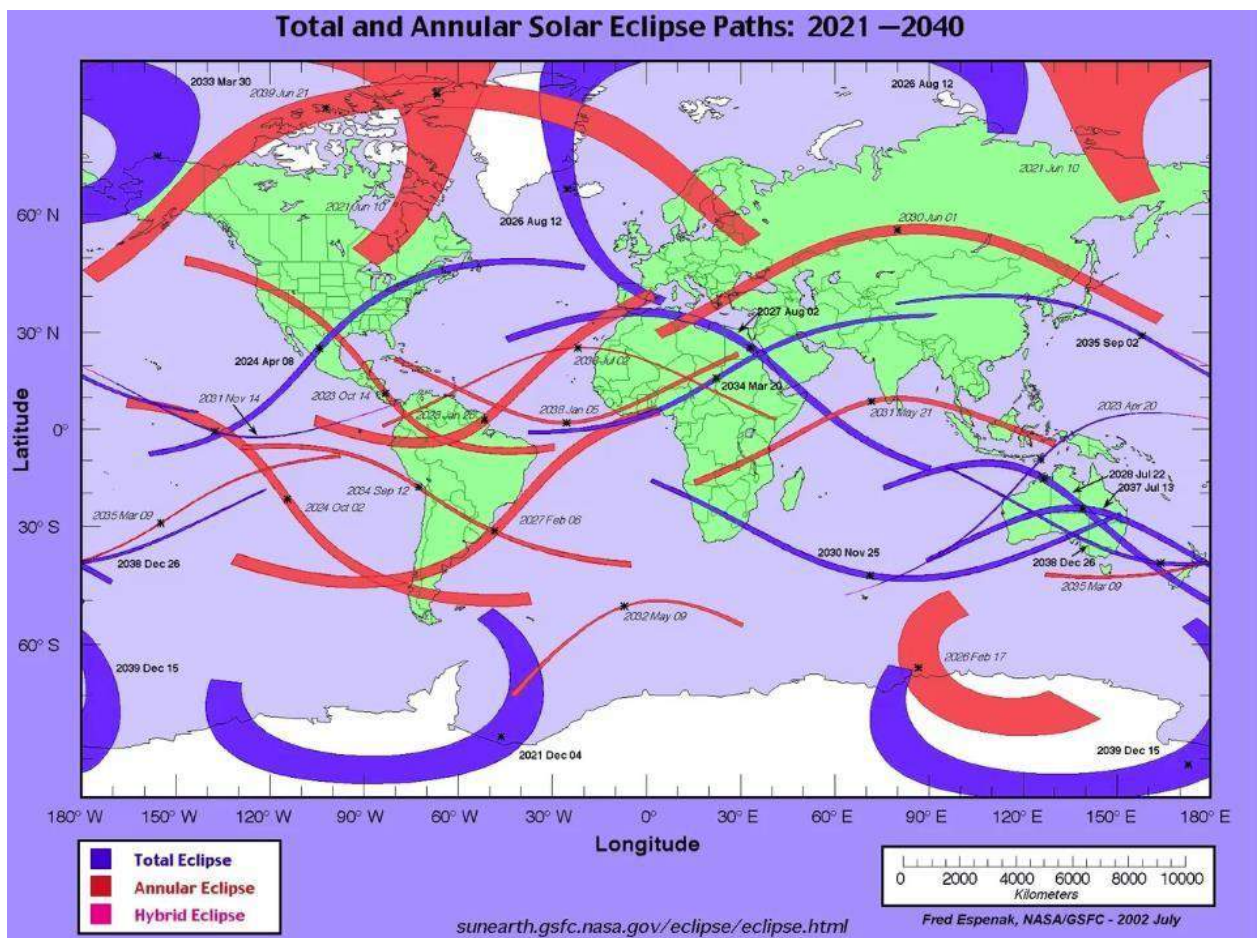 Total and Annular Solar Eclipse Paths: 2021 —2040
2033 Mar 30
2039 Jun 21
2026 Aug 12
2021 Jun 10
2021 Jun 10
60° N
2026 Aug 12
2030 Jun 01
2027 Aug 02
30° N
2035 Sep 02
2024 Apr 08
2034 Mar 20
2031 Nov 14
2023 Oct 14
2028 Jan 26
2038 Jan 05
2038 Jul 02
2031 May 21
2023 Apr 20
Latitude
0°
2028 Jul 22
2037 Jul 13
2034 Sep 12
2024 Oct 02
2027 Feb 06
2035 Mar 09
30° S
2030 Nov 25
2038 Dec 26
2038 Dec 26
2035 Mar 09
2032 May 09
60° S
2039 Dec 15
2026 Feb 17
2021 Dec 04
2039 Dec 15
180° W 150° W 120° W 90° W 60° W 30° W 0° 30° E 60° E 90° E 120° E 150° E 180° E
Longitude
Total Eclipse
Annular Eclipse
Hybrid Eclipse
0 2000 4000 6000 8000 10000
Kilometers
sunearth.gsfc.nasa.gov/eclipse/eclipse.html
Fred Espenak, NASA/GSFC - 2002 July